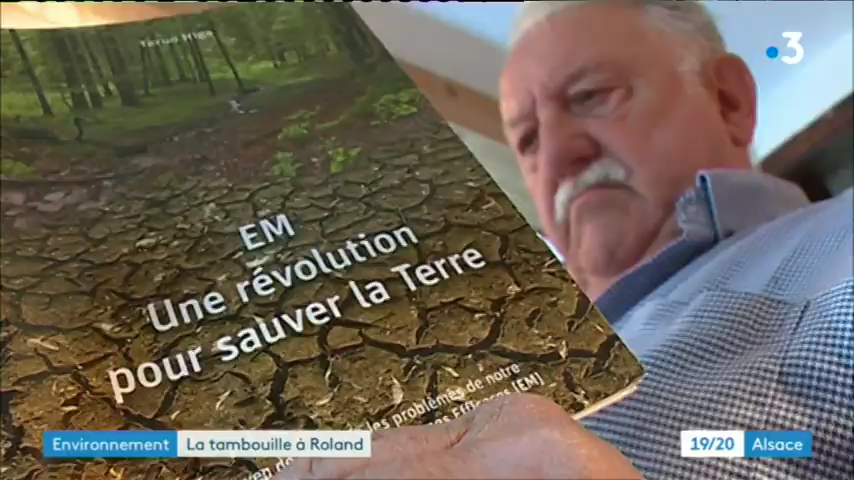 3
Teruo Higa
EM
Une révolution
pour sauver la Terre
les problèmes de notre
Efficaces (EM)
Environnement La tambouille à Roland
19/20 Alsace